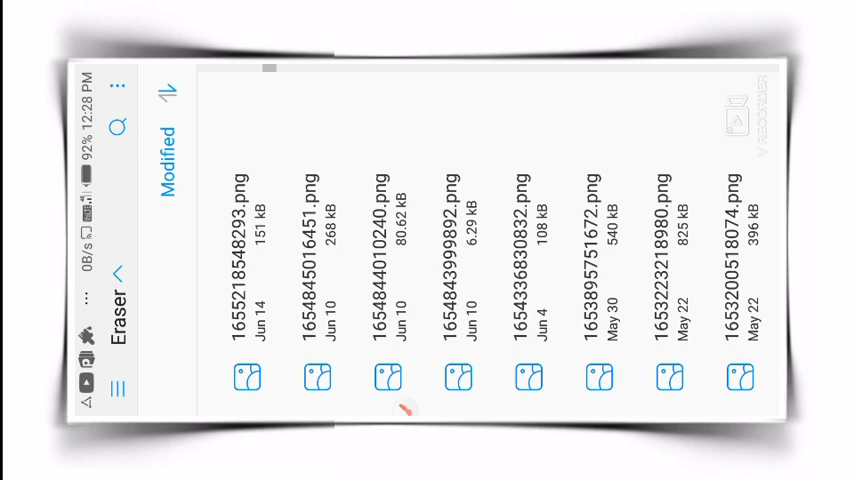 0B/s 92% 12:28 PM
Eraser
Modified
1655218548293.png
Jun 14 151 kB
1654845016451.png
Jun 10 268 kB
1654844010240.png
Jun 10 80.62 kB
1654843999892.png
Jun 10 6.29 kB
1654336830832.png
Jun 4 108 kB
1653895751672.png
May 30 540 kB
1653223218980.png
May 22 825 kB
1653200518074.png
May 22 396 kB
V RECORDER